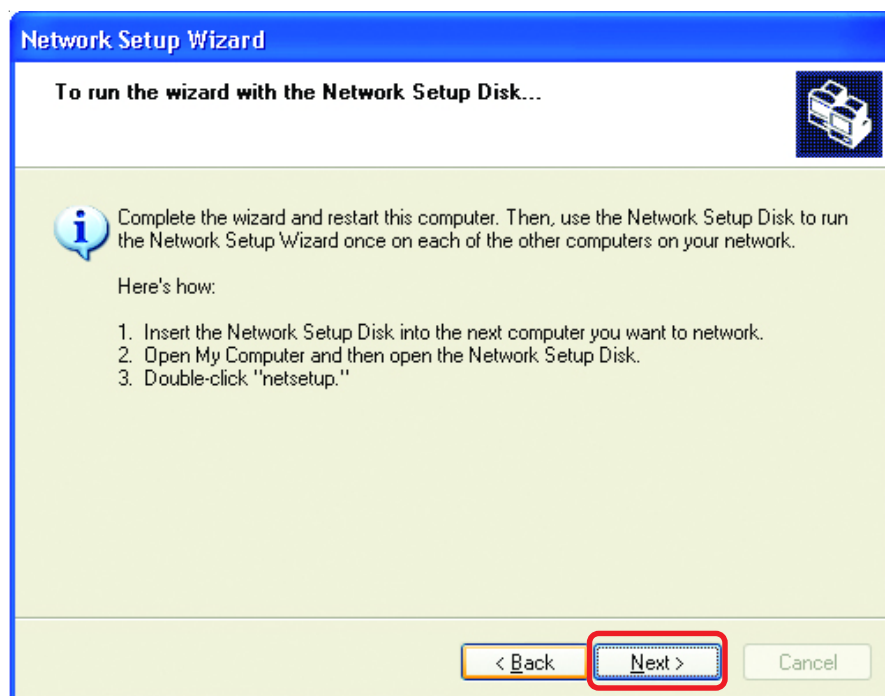 Network Setup Wizard
To run the wizard with the Network Setup Disk...
Complete the wizard and restart this computer. Then, use the Network Setup Disk to run
the Network Setup Wizard once on each of the other computers on your network.
Here's how:
1. Insert the Network Setup Disk into the next computer you want to network.
2. Open My Computer and then open the Network Setup Disk.
3. Double-click "netsetup."
< Back
Next >
Cancel